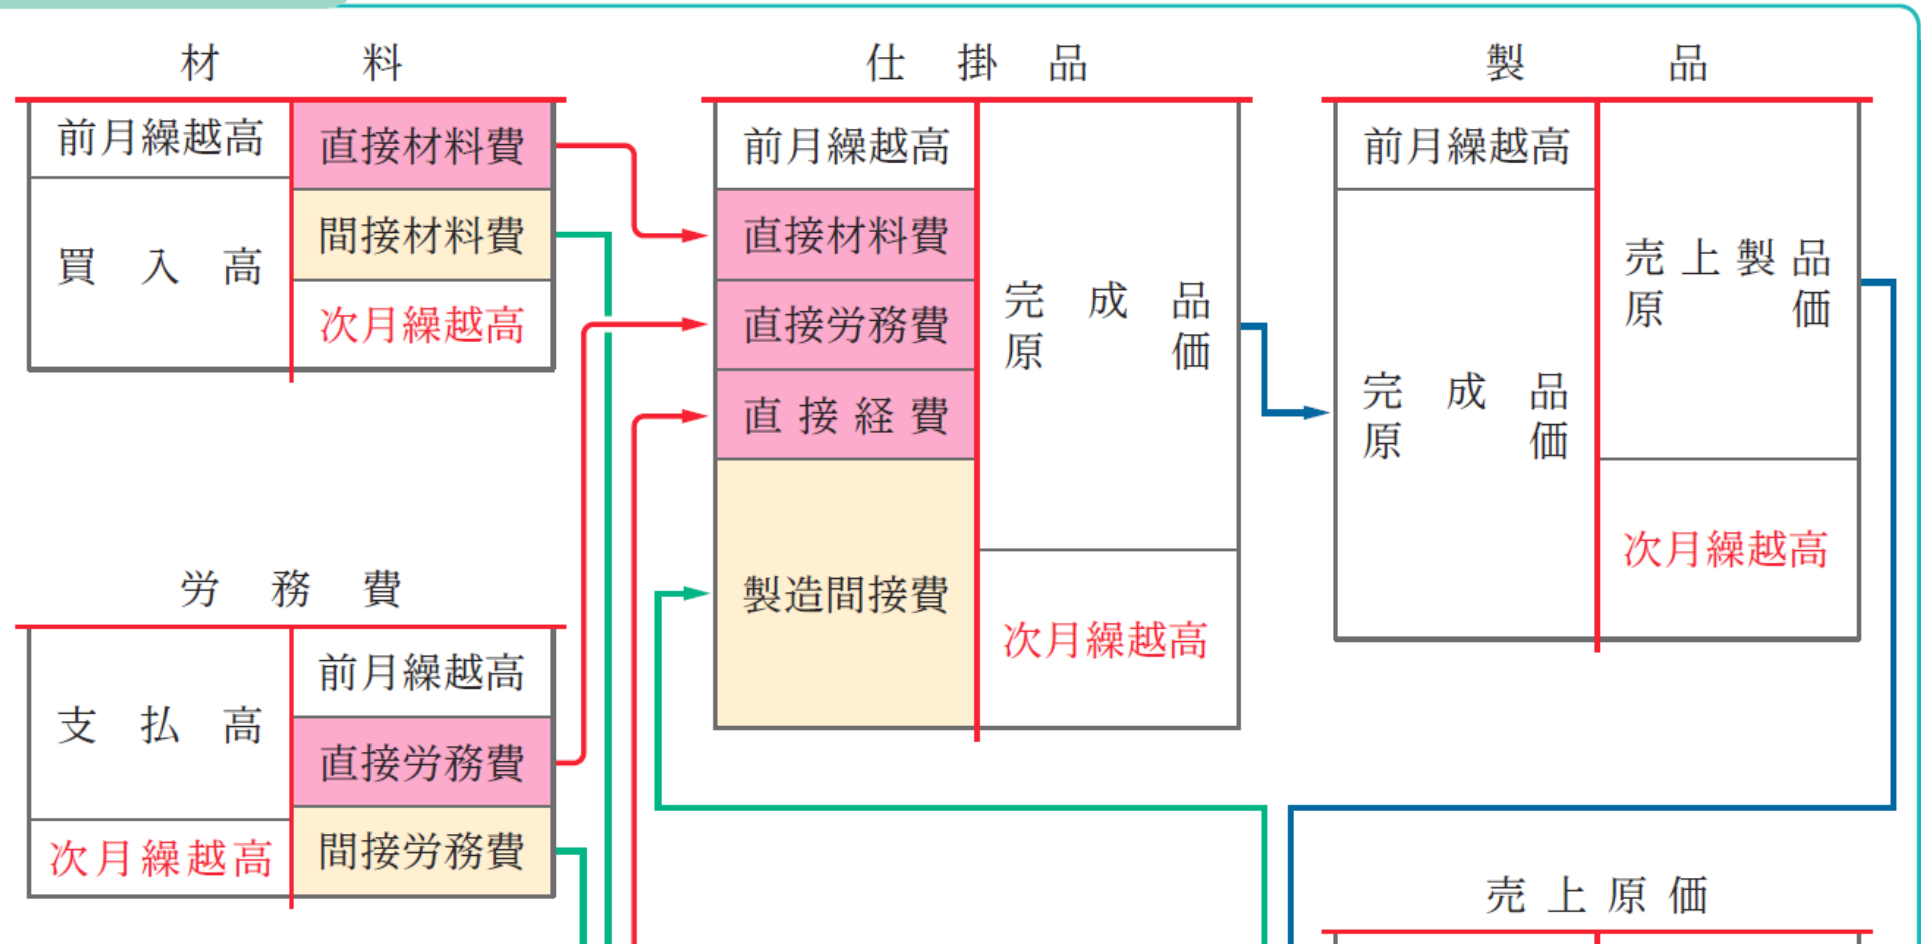 材料
前月繰越高
買入高
直接材料費
間接材料費
次月繰越高
労務費
支払高
次月繰越高
前月繰越高
直接労務費
間接労務費
仕掛品
前月繰越高
直接材料費
直接労務費
直接経費
製造間接費
完成品
原価
次月繰越高
製品
前月繰越高
完成品
原価
売上製品
原価
次月繰越高
売上原価